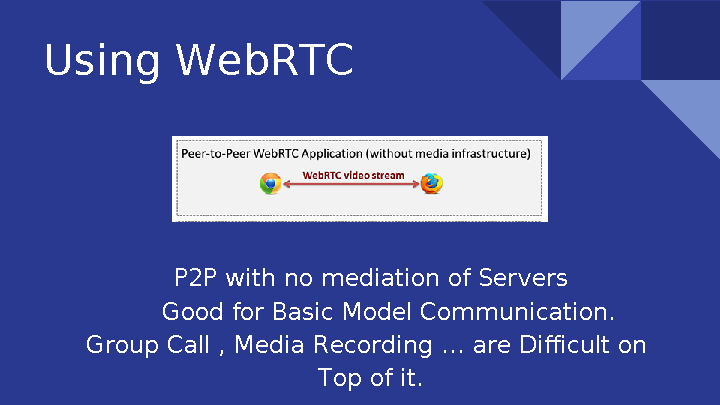 Using WebRTC
Peer-to-Peer WebRTC Application (without media infrastructure)
WebRTC video stream
P2P with no mediation of Servers
Good for Basic Model Communication.
Group Call , Media Recording ... are Difficult on
Top of it.